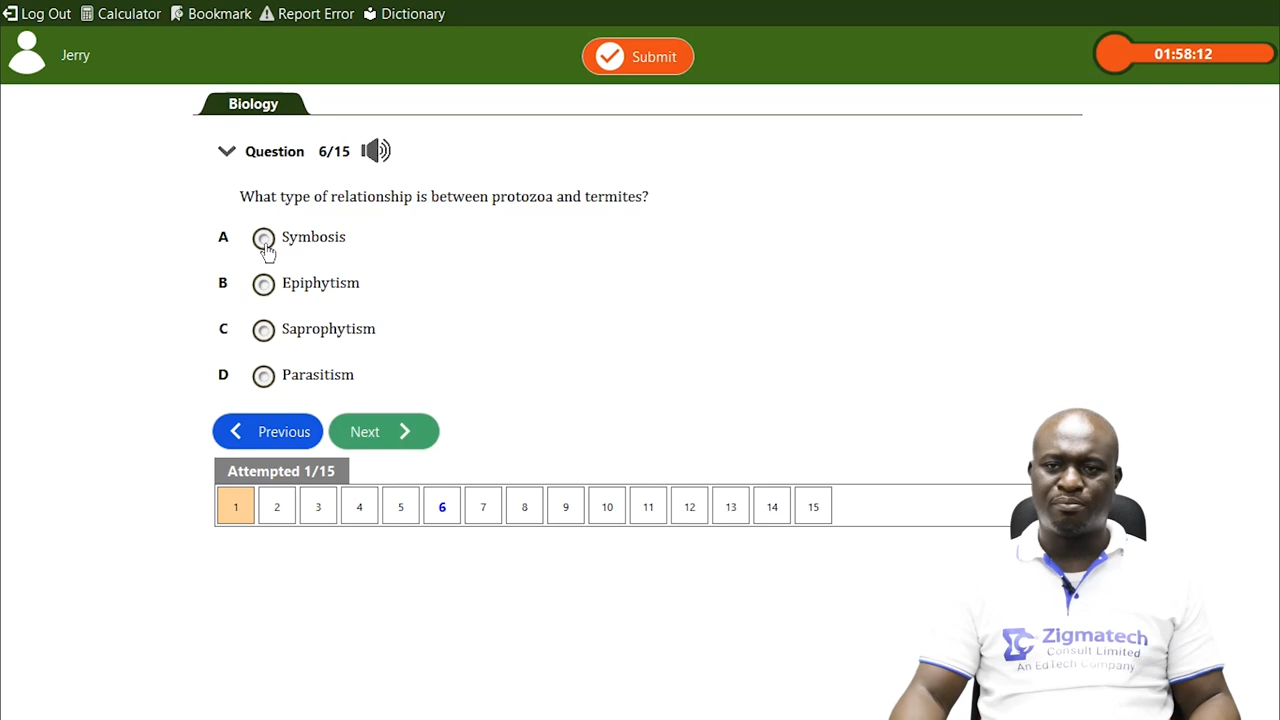 Log Out Calculator Bookmark Report Error Dictionary
Jerry
Submit
01:58:12
Biology
Question 6/15
What type of relationship is between protozoa and termites?
A Symbosis
B Epiphytism
C Saprophytism
D Parasitism
Previous Next
Attempted 1/15
1 2 3 4 5 6 7 8 9 10 11 12 13 14 15
Zigmatech
Consult Limited
An EdTech Company